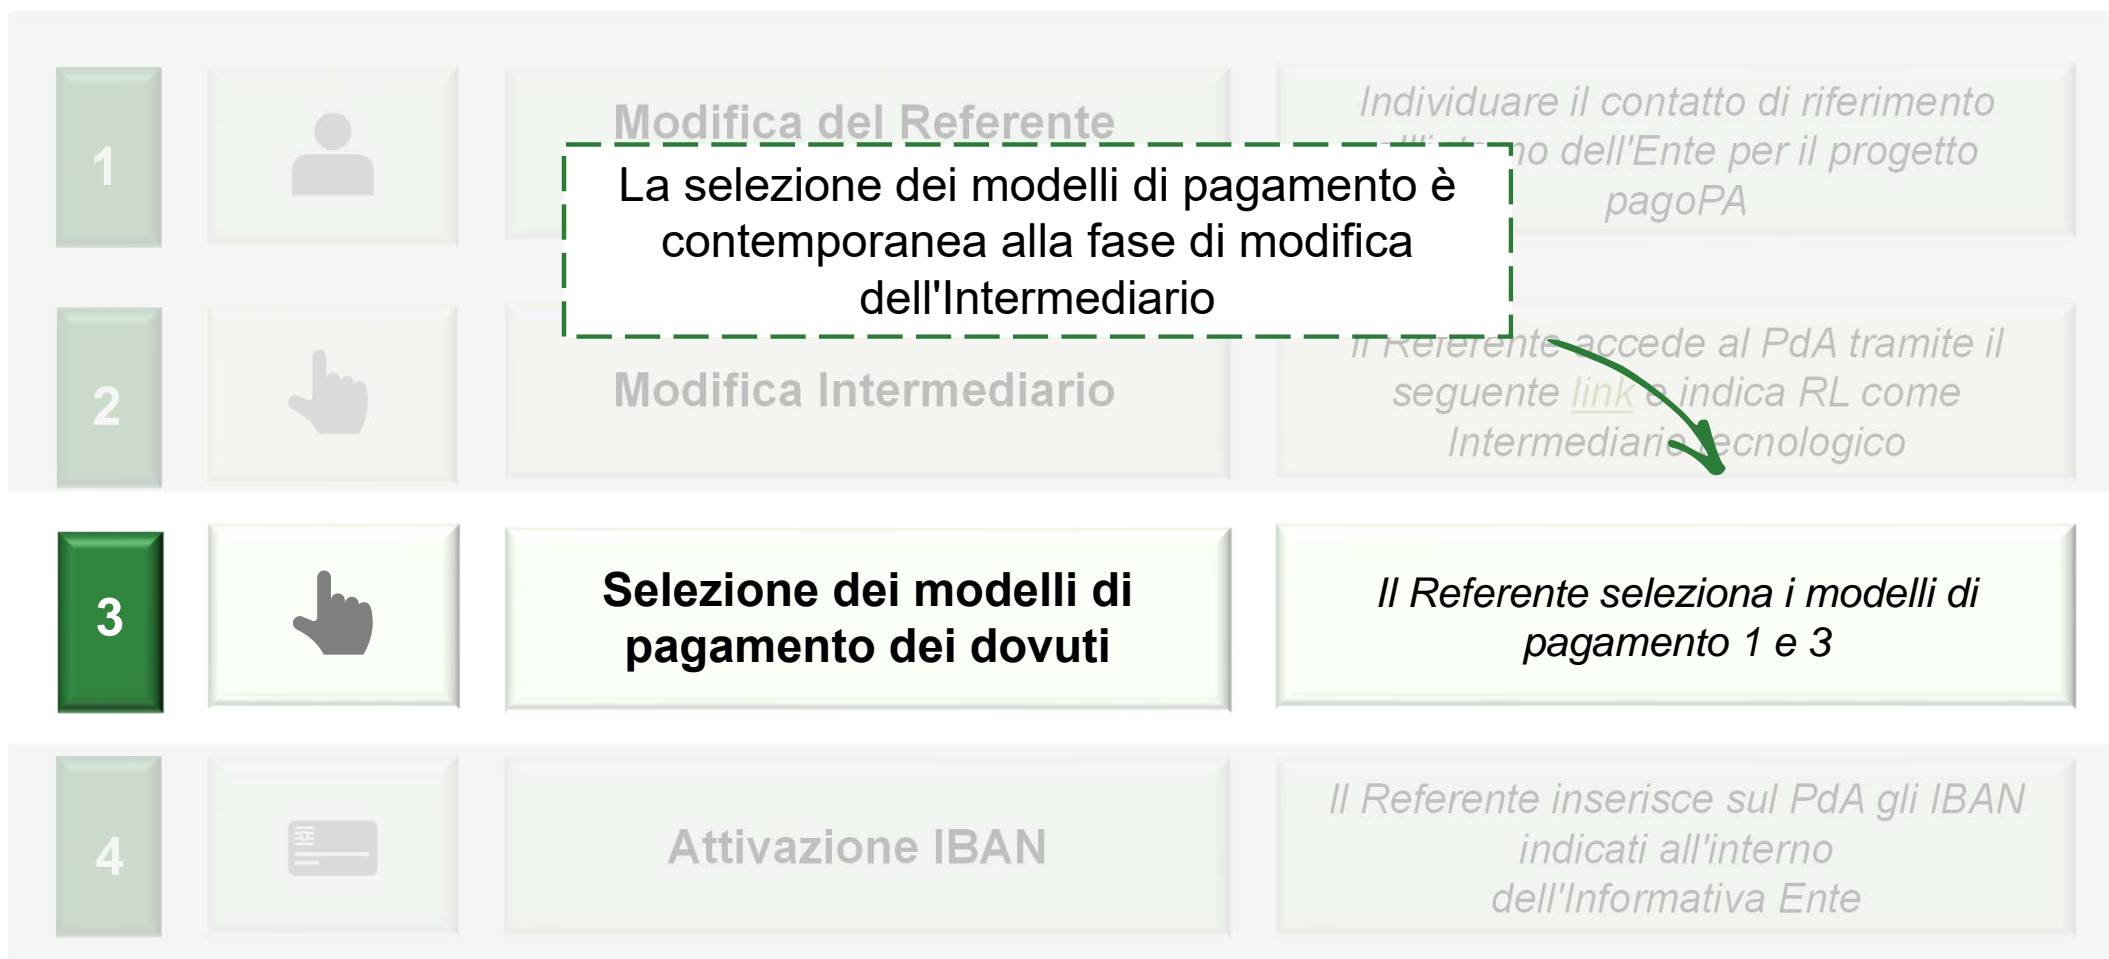 1
Modifica del Referente
Individuare il contatto di riferimento
dell'Ente per il progetto
pagoPA
La selezione dei modelli di pagamento è
contemporanea alla fase di modifica
dell'Intermediario
2
Modifica Intermediario
Il Referente accede al PdA tramite il
seguente link e indica RL come
Intermediario tecnologico
3
Selezione dei modelli di
pagamento dei dovuti
Il Referente seleziona i modelli di
pagamento 1 e 3
4
Attivazione IBAN
Il Referente inserisce sul PdA gli IBAN
indicati all'interno
dell'Informativa Ente